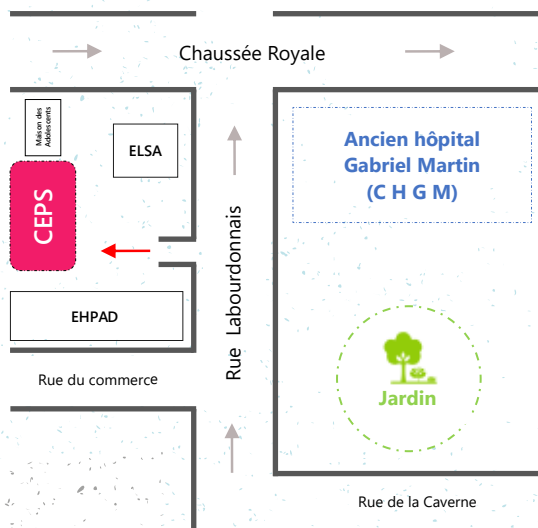 Chaussée Royale
Maison des
Adolescents
ELSA
Ancien hôpital
Gabriel Martin
(C H G M)
CEPS
Rue Labourdonnais
EHPAD
Jardin
Rue du commerce
Rue de la Caverne